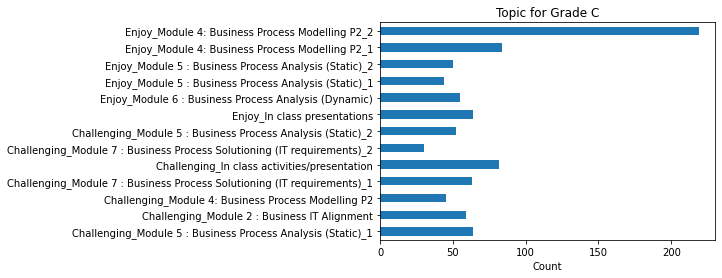 Topic for Grade C
Enjoy_Module 4: Business Process Modelling P2_2
Enjoy_Module 4: Business Process Modelling P2_1
Enjoy_Module 5 : Business Process Analysis (Static)_2
Enjoy_Module 5 : Business Process Analysis (Static)_1
Enjoy_Module 6 : Business Process Analysis (Dynamic)
Enjoy_In class presentations
Challenging_Module 5 : Business Process Analysis (Static)_2
Challenging_Module 7 : Business Process Solutioning (IT requirements)_2
Challenging_In class activities/presentation
Challenging_Module 7 : Business Process Solutioning (IT requirements)_1
Challenging_Module 4: Business Process Modelling P2
Challenging_Module 2 : Business IT Alignment
Challenging_Module 5 : Business Process Analysis (Static)_1
0 50 100 150 200
Count